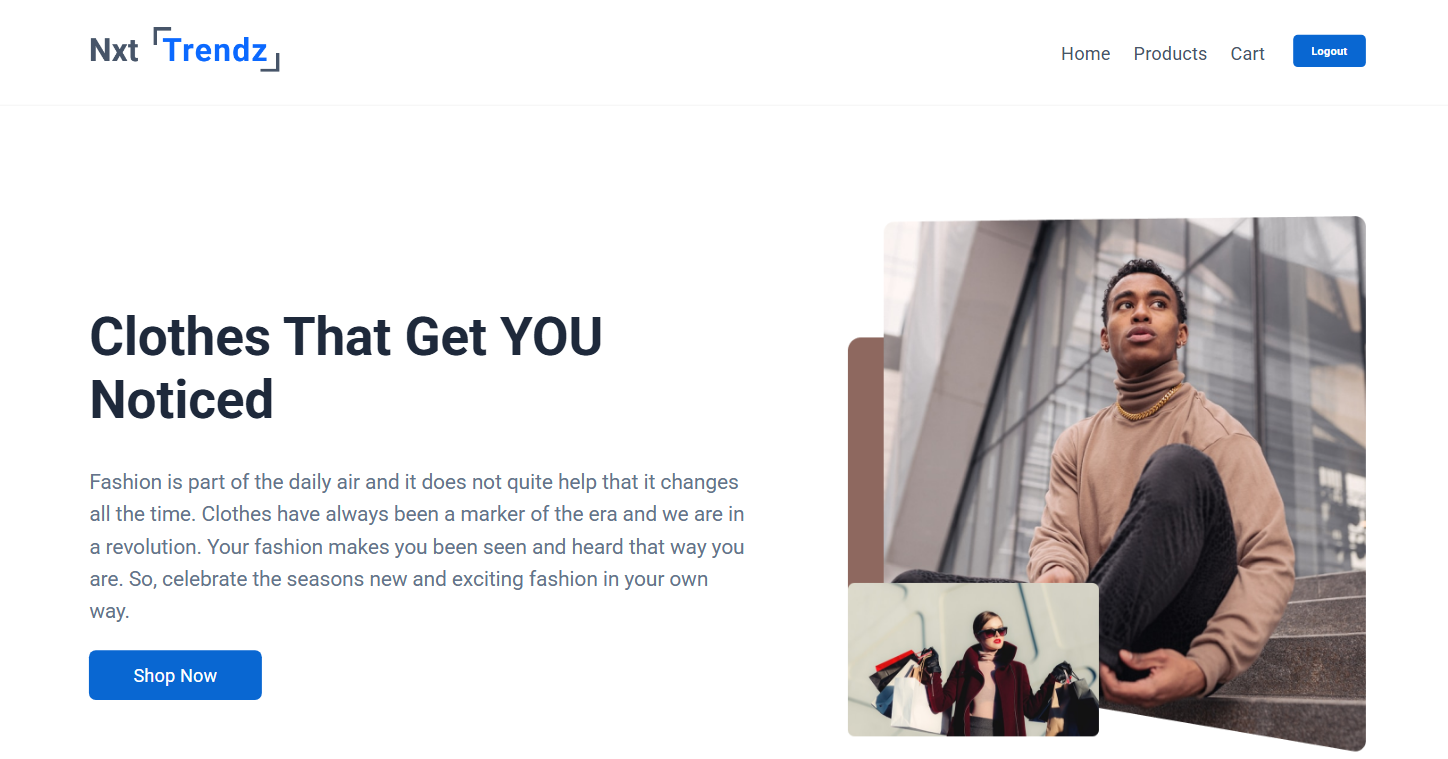 Nxt Trendz
Home Products Cart Logout
Clothes That Get YOU
Noticed
Fashion is part of the daily air and it does not quite help that it changes
all the time. Clothes have always been a marker of the era and we are in
a revolution. Your fashion makes you been seen and heard that way you
are. So, celebrate the seasons new and exciting fashion in your own
way.
Shop Now